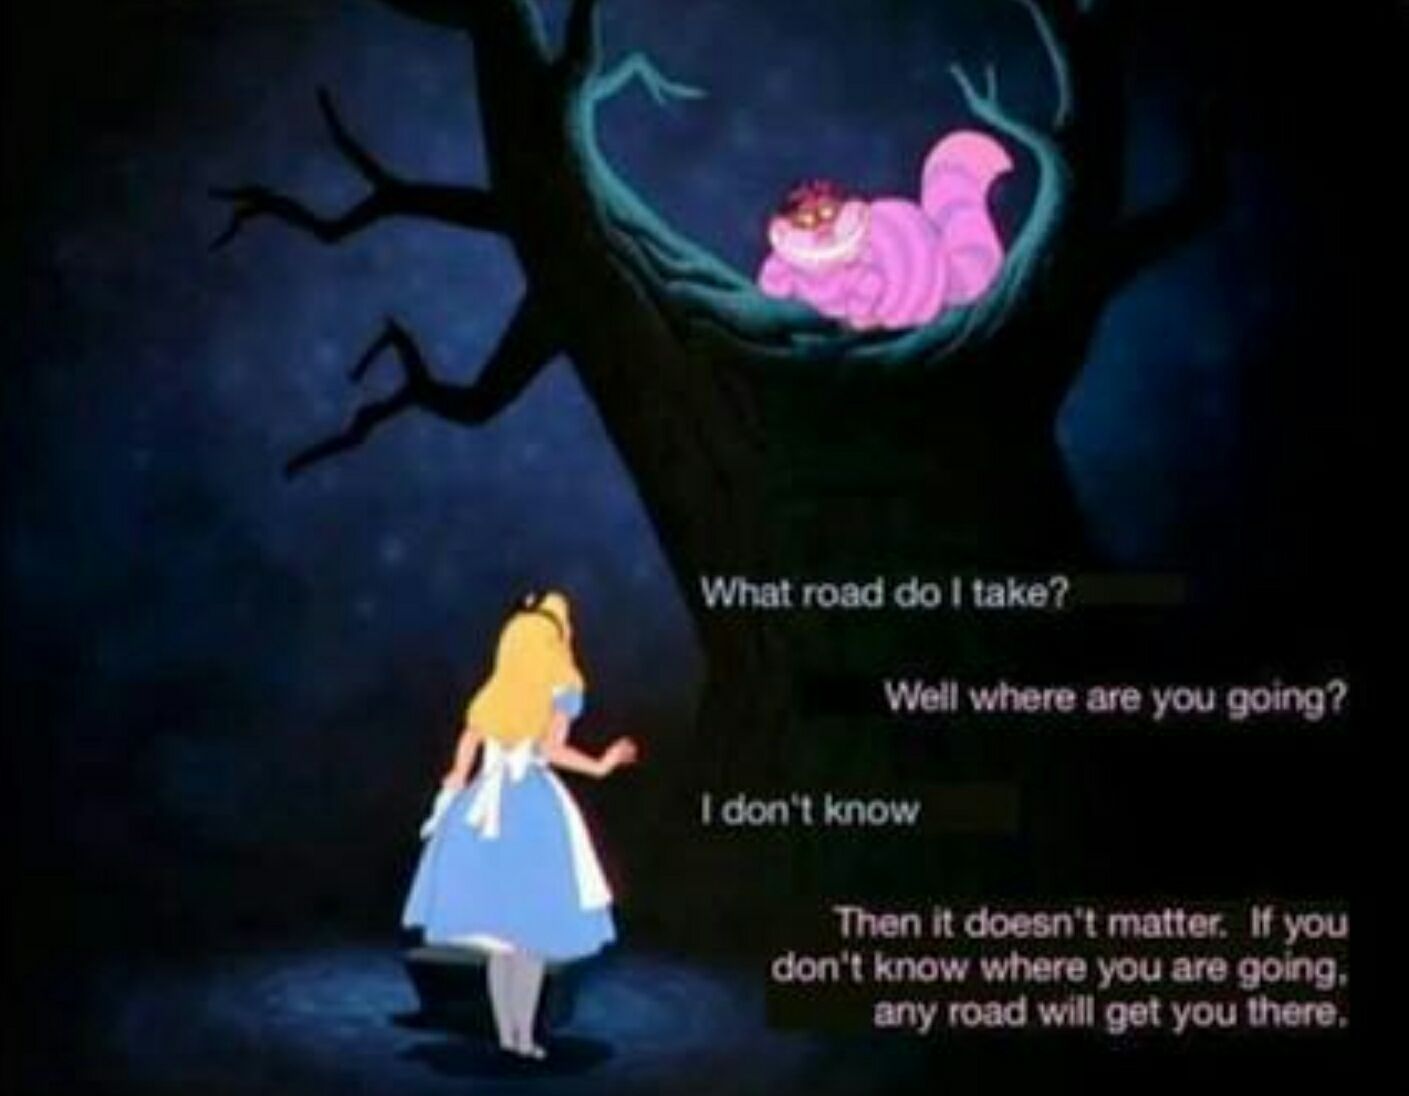 What road do I take?
Well where are you going?
I don't know
Then it doesn't matter. If you
don't know where you are going,
any road will get you there.